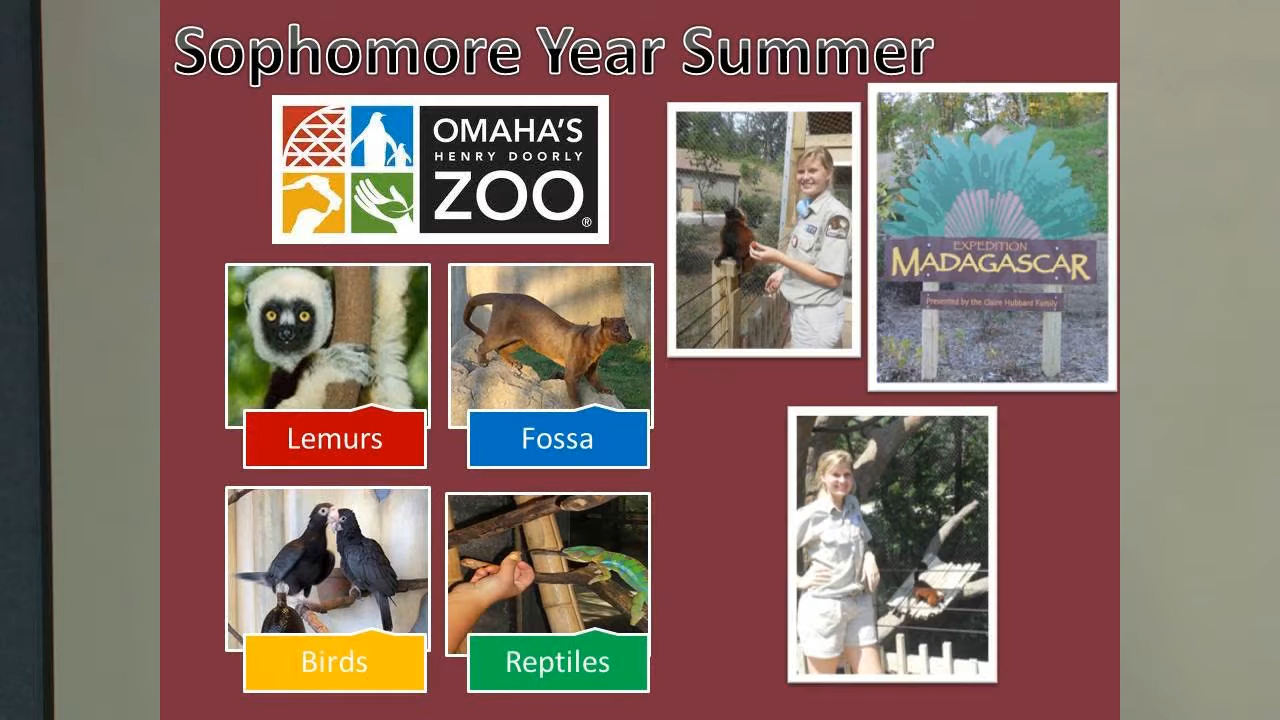 Sophomore Year Summer
OMAHA'S
HENRY DOORLY
ZOO®
EXPEDITION
MADAGASCAR
Presented by the Claire Hubbard Family
Lemurs
Fossa
Birds
Reptiles